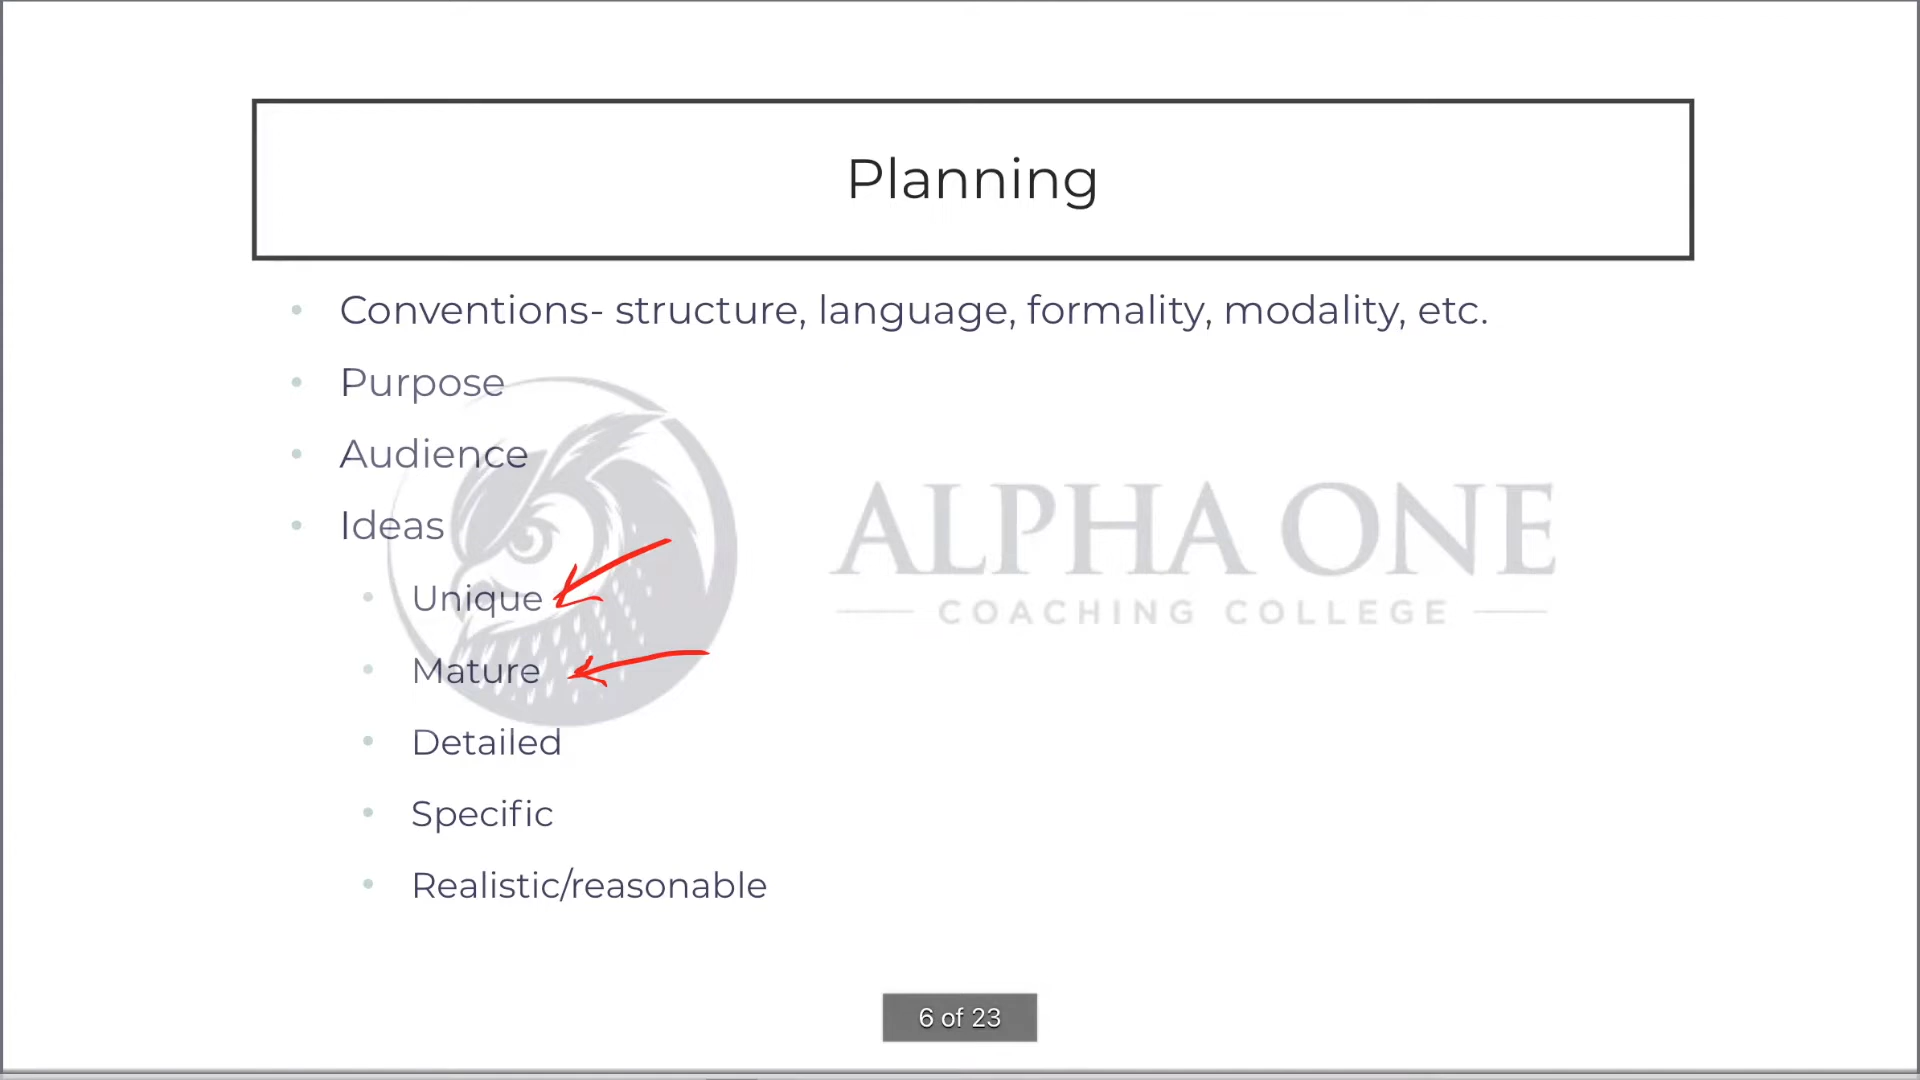 Planning
Conventions- structure, language, formality, modality, etc.
Purpose
Audience
Ideas
Unique
Mature
Detailed
Specific
Realistic/reasonable
ALPHA ONE
COACHING COLLEGE
6 of 23